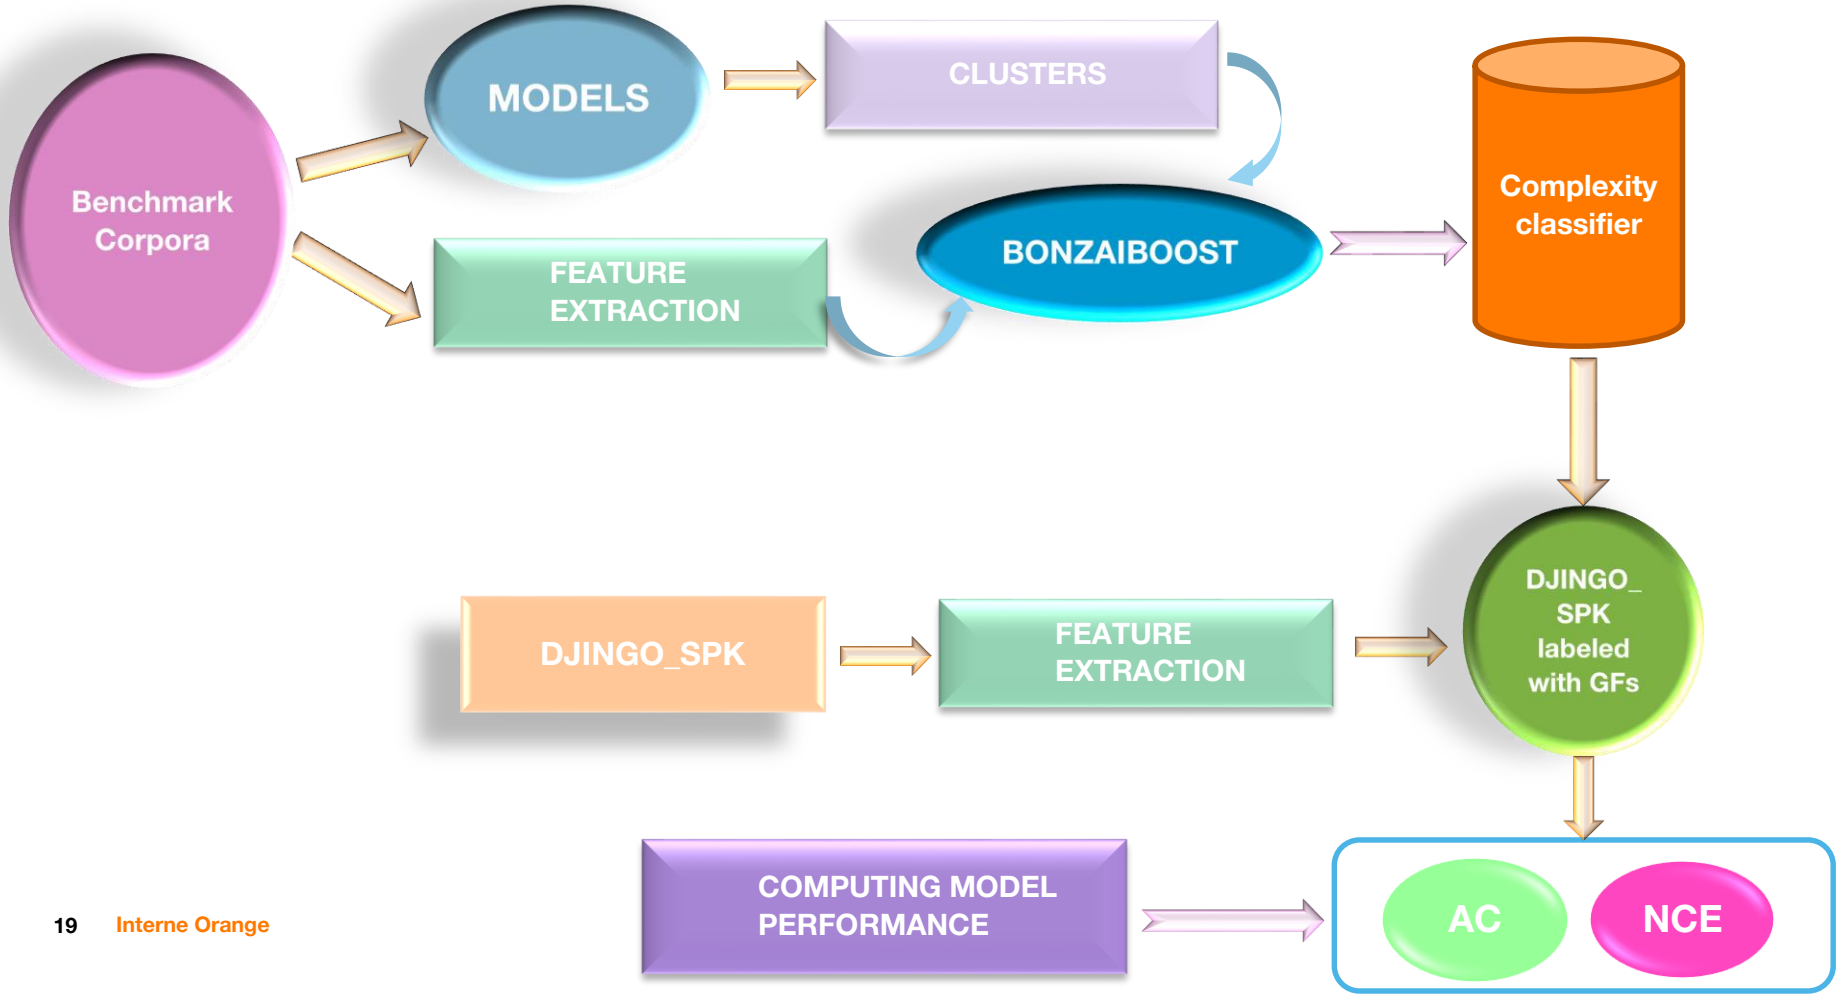 MODELS
CLUSTERS
Benchmark
Corpora
Complexity
classifier
FEATURE
EXTRACTION
BONZAIBOOST
DJINGO_SPK
FEATURE
EXTRACTION
DJINGO_
SPK
labeled
with GFs
COMPUTING MODEL
PERFORMANCE
AC
NCE
19 Interne Orange